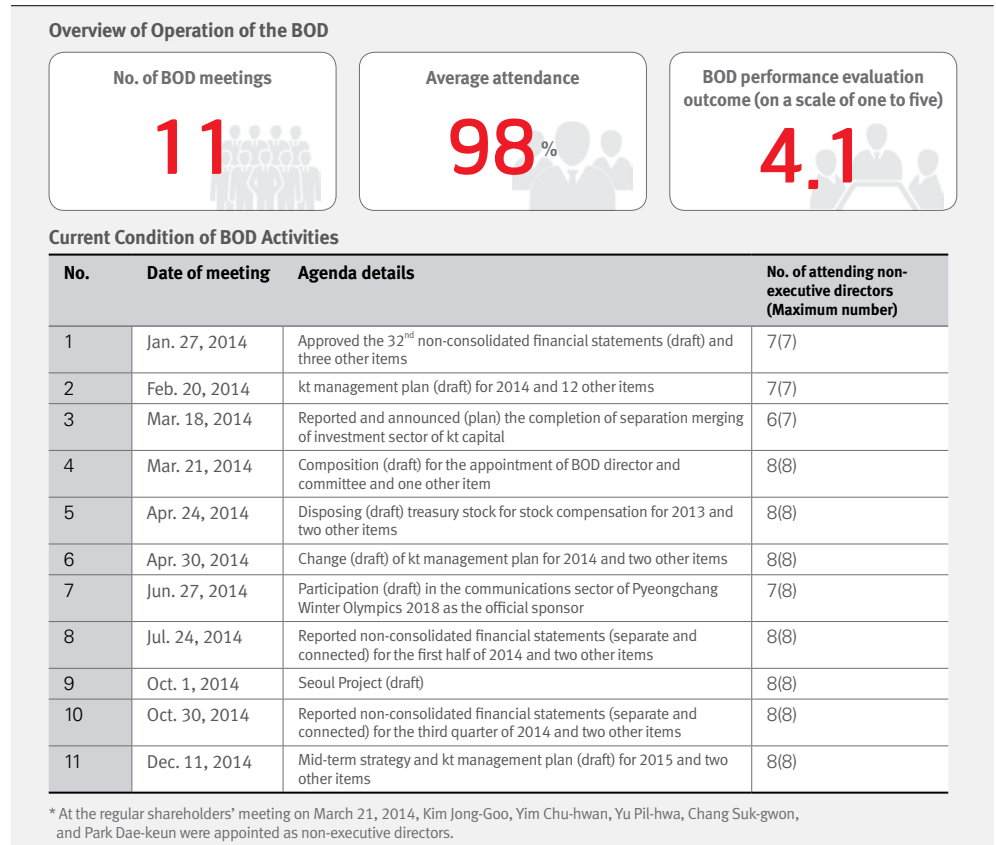 Overview of Operation of the BOD
No. of BOD meetings
11
Average attendance
98 %
BOD performance evaluation
outcome (on a scale of one to five)
4.1
Current Condition of BOD Activities
No. Date of meeting Agenda details No. of attending non-
executive directors
(Maximum number)
1 Jan. 27, 2014 Approved the 32nd non-consolidated financial statements (draft) and 7(7)
three other items
2 Feb. 20, 2014 kt management plan (draft) for 2014 and 12 other items 7(7)
3 Mar. 18, 2014 Reported and announced (plan) the completion of separation merging 6(7)
of investment sector of kt capital
4 Mar. 21, 2014 Composition (draft) for the appointment of BOD director and 8(8)
committee and one other item
5 Apr. 24, 2014 Disposing (draft) treasury stock for stock compensation for 2013 and 8(8)
two other items
6 Apr. 30, 2014 Change (draft) of kt management plan for 2014 and two other items 8(8)
7 Jun. 27, 2014 Participation (draft) in the communications sector of Pyeongchang 7(8)
Winter Olympics 2018 as the official sponsor
8 Jul. 24, 2014 Reported non-consolidated financial statements (separate and 8(8)
connected) for the first half of 2014 and two other items
9 Oct. 1, 2014 Seoul Project (draft) 8(8)
10 Oct. 30, 2014 Reported non-consolidated financial statements (separate and 8(8)
connected) for the third quarter of 2014 and two other items
11 Dec. 11, 2014 Mid-term strategy and kt management plan (draft) for 2015 and two 8(8)
other items
* At the regular shareholders' meeting on March 21, 2014, Kim Jong-Goo, Yim Chu-hwan, Yu Pil-hwa, Chang Suk-gwon,
and Park Dae-keun were appointed as non-executive directors.